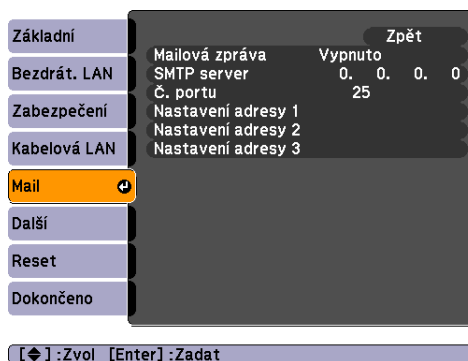 Základní
Bezdrát. LAN
Zabezpečení
Kabelová LAN
Mail
Další
Reset
Dokončeno
Zpět
Mailová zpráva Vypnuto
SMTP server 0. 0. 0. 0
Č. portu 25
Nastavení adresy 1
Nastavení adresy 2
Nastavení adresy 3
[◆] :Zvol [Enter] :Zadat